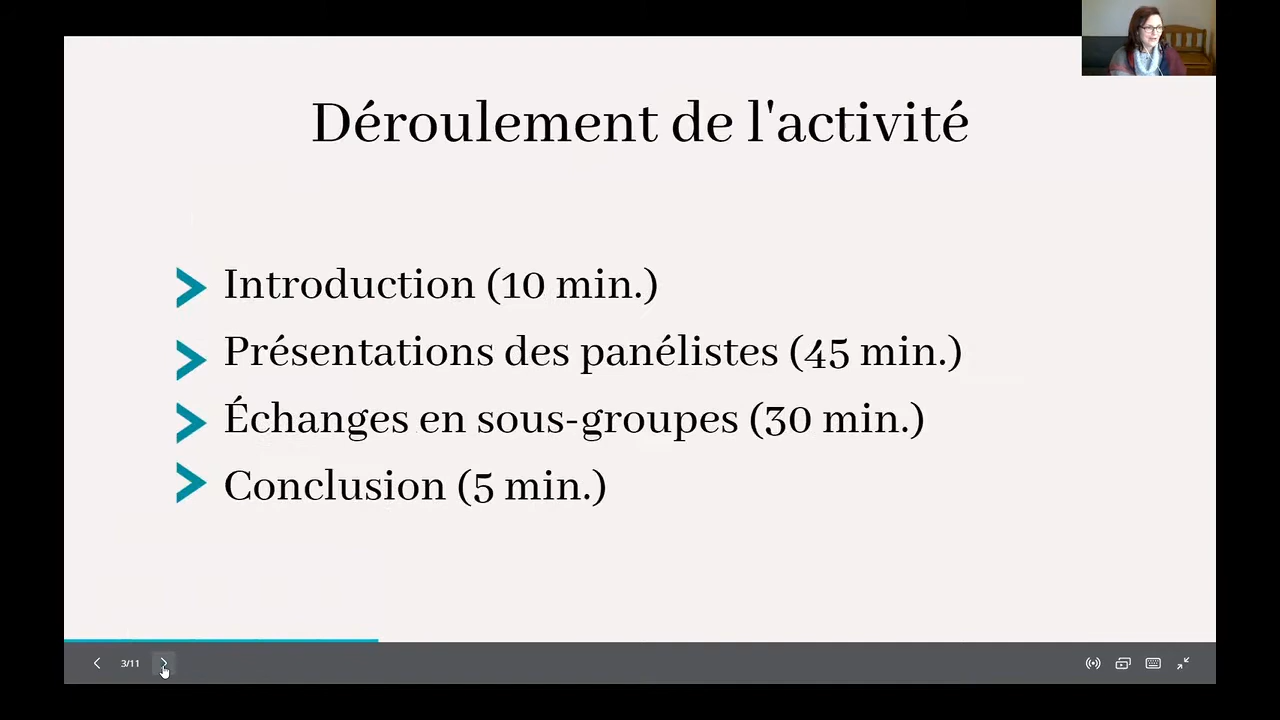 Déroulement de l'activité
Introduction (10 min.)
Présentations des panélistes (45 min.)
Échanges en sous-groupes (30 min.)
Conclusion (5 min.)
3/11